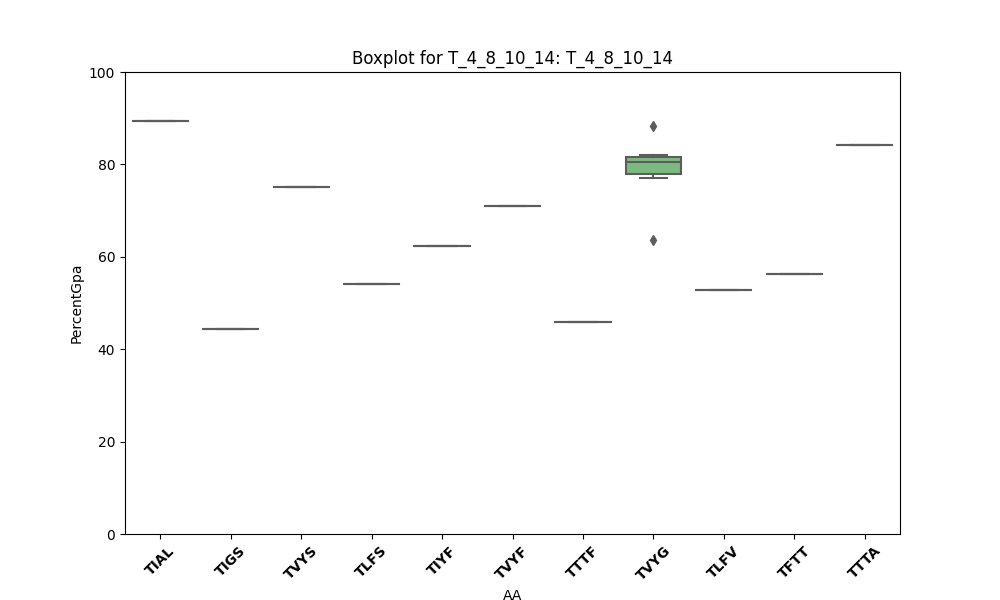 Boxplot for T_4_8_10_14: T_4_8_10_14
100
80
60
40
20
0
PercentGpa
TIAL
TIGS
TVYS
TLFS
TIYF
TVYF
TTTF
TVYG
TLFV
TFTT
TTTA
AA